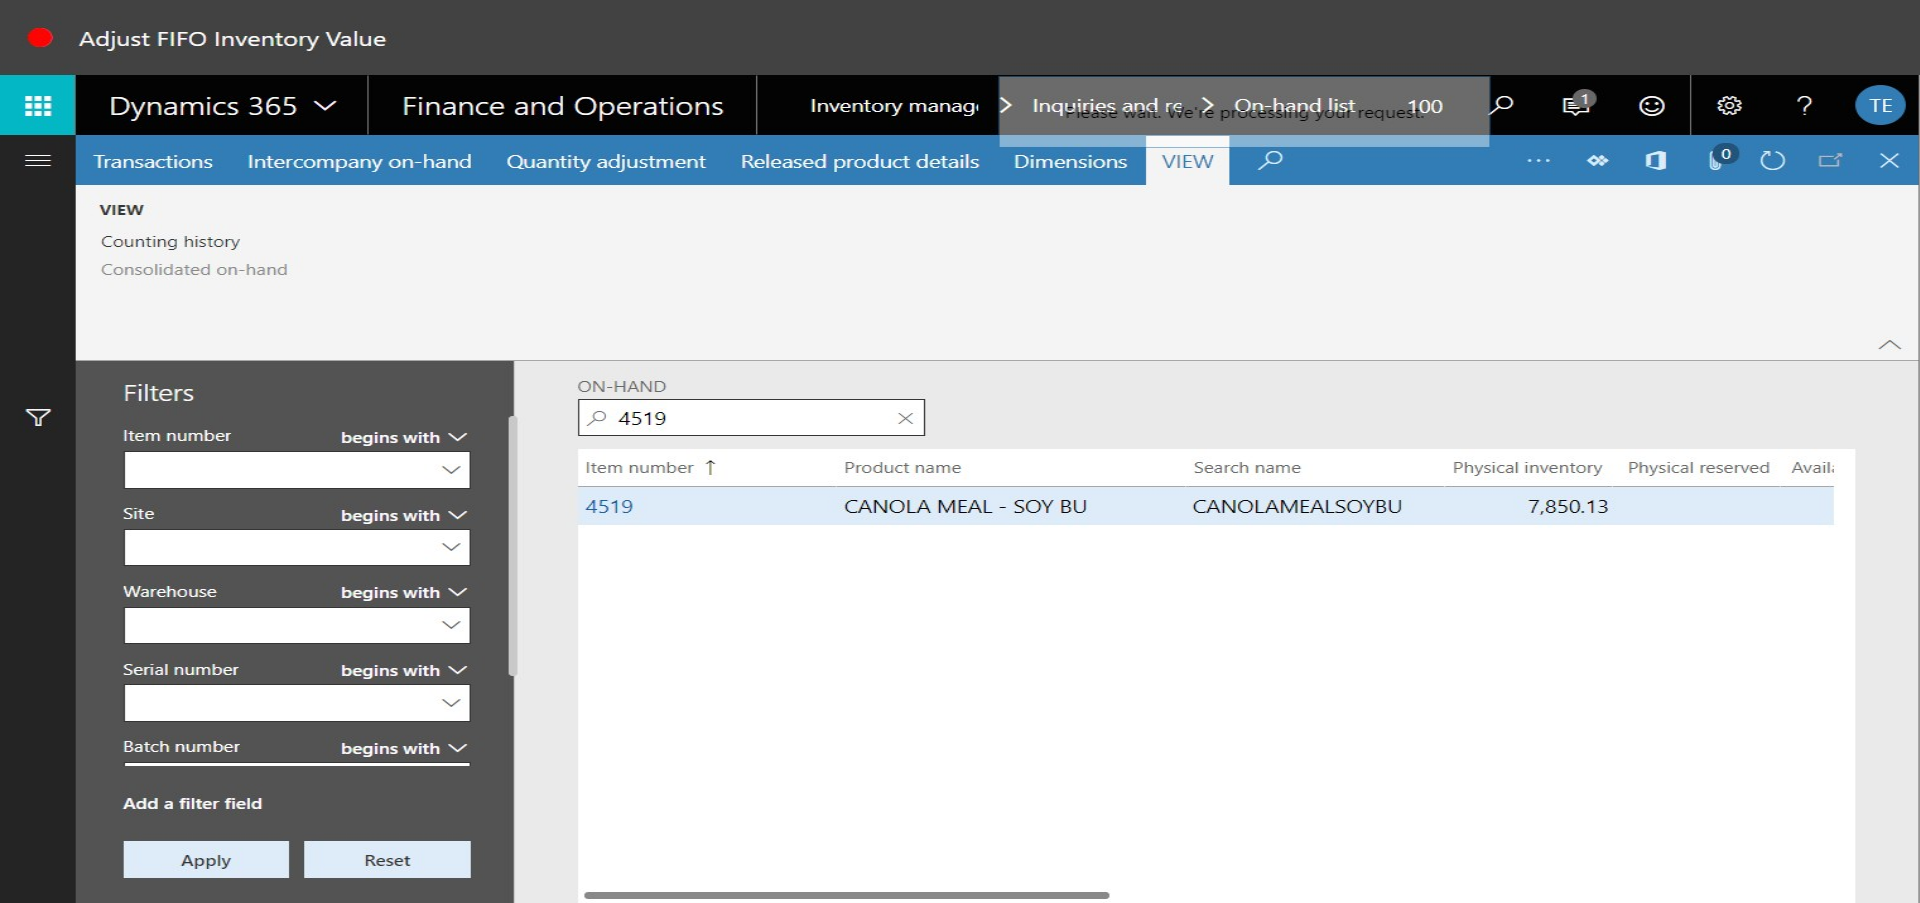 Adjust FIFO Inventory Value
Dynamics 365 Finance and Operations Inventory manag Inquiries and re On-hand list 100 1 ? TE
Please wait. We're processing your request.
Transactions Intercompany on-hand Quantity adjustment Released product details Dimensions VIEW ... 0
VIEW
Counting history
Consolidated on-hand
Filters
Item number begins with
Site begins with
Warehouse begins with
Serial number begins with
Batch number begins with
Add a filter field
Apply Reset
ON-HAND
4519
Item number ↑ Product name Search name Physical inventory Physical reserved Avail
4519 CANOLA MEAL - SOY BU CANOLAMEALSOYBU 7,850.13